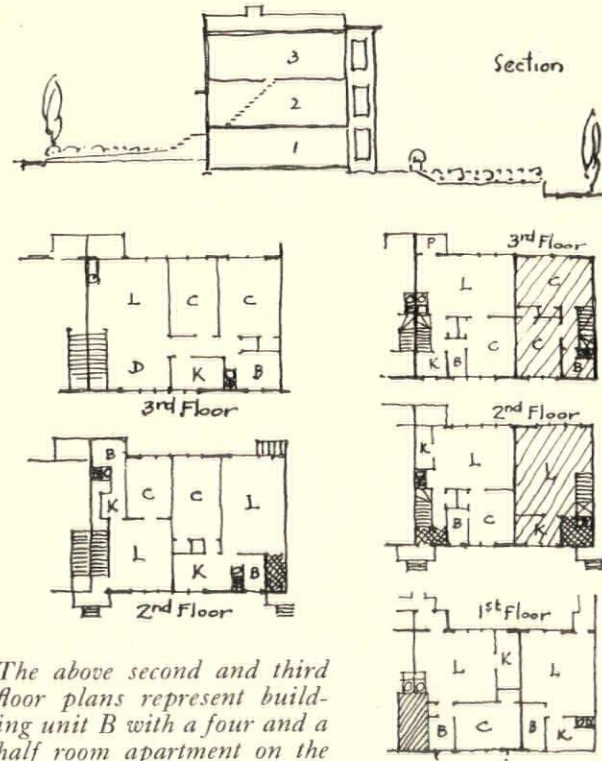 3
2
1
Section
L C C
D K B
3rd Floor
B
K C C L
L
K B
2nd Floor
P
3rd Floor
L C
C C
K B B
2nd Floor
K
L L
B C K
1st Floor
L K L
B C B K
The above second and third
floor plans represent build-
ing unit B with a four and a
half room apartment on the